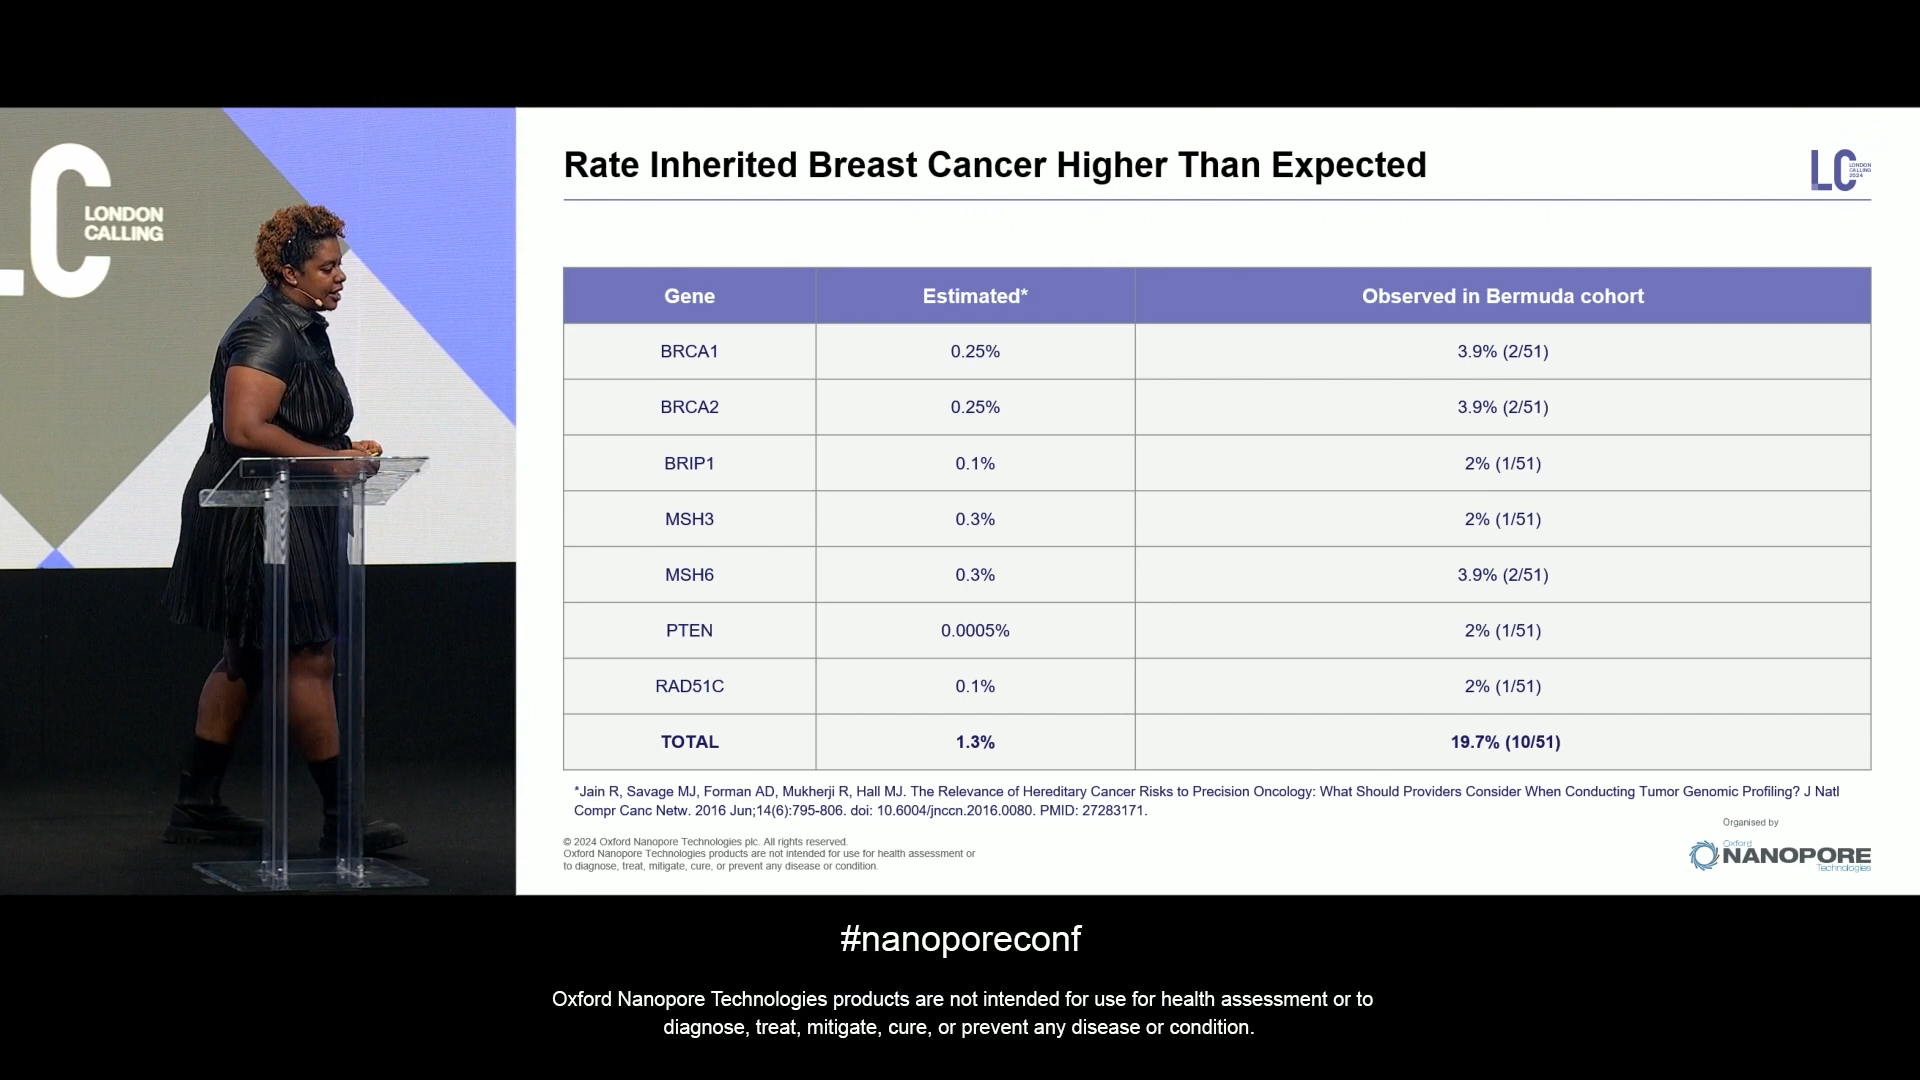 LC
LONDON
CALLING
Rate Inherited Breast Cancer Higher Than Expected
LC
LONDON
CALLING
2024
Gene Estimated* Observed in Bermuda cohort
BRCA1 0.25% 3.9% (2/51)
BRCA2 0.25% 3.9% (2/51)
BRIP1 0.1% 2% (1/51)
MSH3 0.3% 2% (1/51)
MSH6 0.3% 3.9% (2/51)
PTEN 0.0005% 2% (1/51)
RAD51C 0.1% 2% (1/51)
TOTAL 1.3% 19.7% (10/51)
*Jain R, Savage MJ, Forman AD, Mukherji R, Hall MJ. The Relevance of Hereditary Cancer Risks to Precision Oncology: What Should Providers Consider When Conducting Tumor Genomic Profiling? J Natl
Compr Canc Netw. 2016 Jun;14(6):795-806. doi: 10.6004/jnccn.2016.0080. PMID: 27283171.
Organised by
© 2024 Oxford Nanopore Technologies plc. All rights reserved.
Oxford Nanopore Technologies products are not intended for use for health assessment or
to diagnose, treat, mitigate, cure, or prevent any disease or condition.
Oxford
NANOPORE
Technologies
#nanoporeconf
Oxford Nanopore Technologies products are not intended for use for health assessment or to
diagnose, treat, mitigate, cure, or prevent any disease or condition.